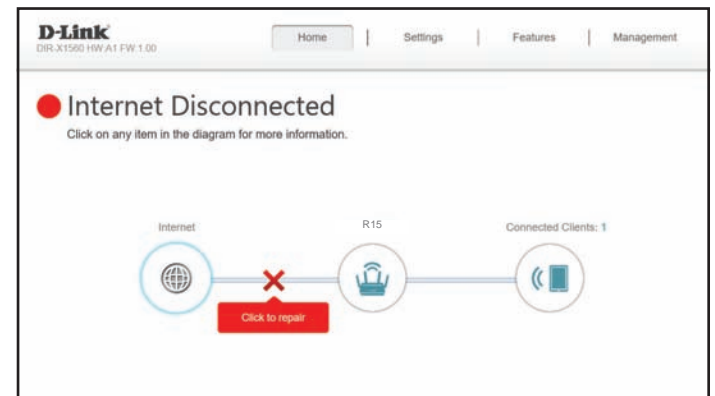 D-Link
DIR-X1560 HW:A1 FW:1.00
Home | Settings | Features | Management
Internet Disconnected
Click on any item in the diagram for more information.
Internet
R15
Connected Clients: 1
Click to repair